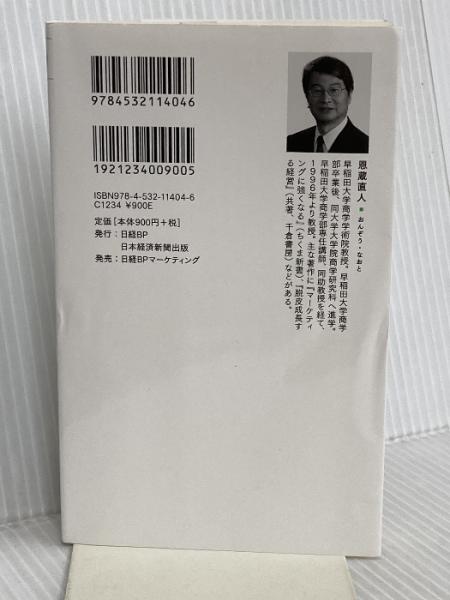 9784532114046
1921234009005
ISBN978-4-532-11404-6
C1234 ¥900E
定価[本体900円+税]
発行:日経BP
日本経済新聞出版
発売:日経BPマーケティング
恩蔵直人■おんぞう・なおと
早稲田大学商学学術院教授。早稲田大学商学
部卒業後、同大学大学院商学研究科へ進学。
早稲田大学商学部専任講師、同助教授を経て、
1996年より教授。主な著作に『マーケティ
ングに強くなる』(ちくま新書)、『脱皮成長す
る経営』(共著、千倉書房)などがある。